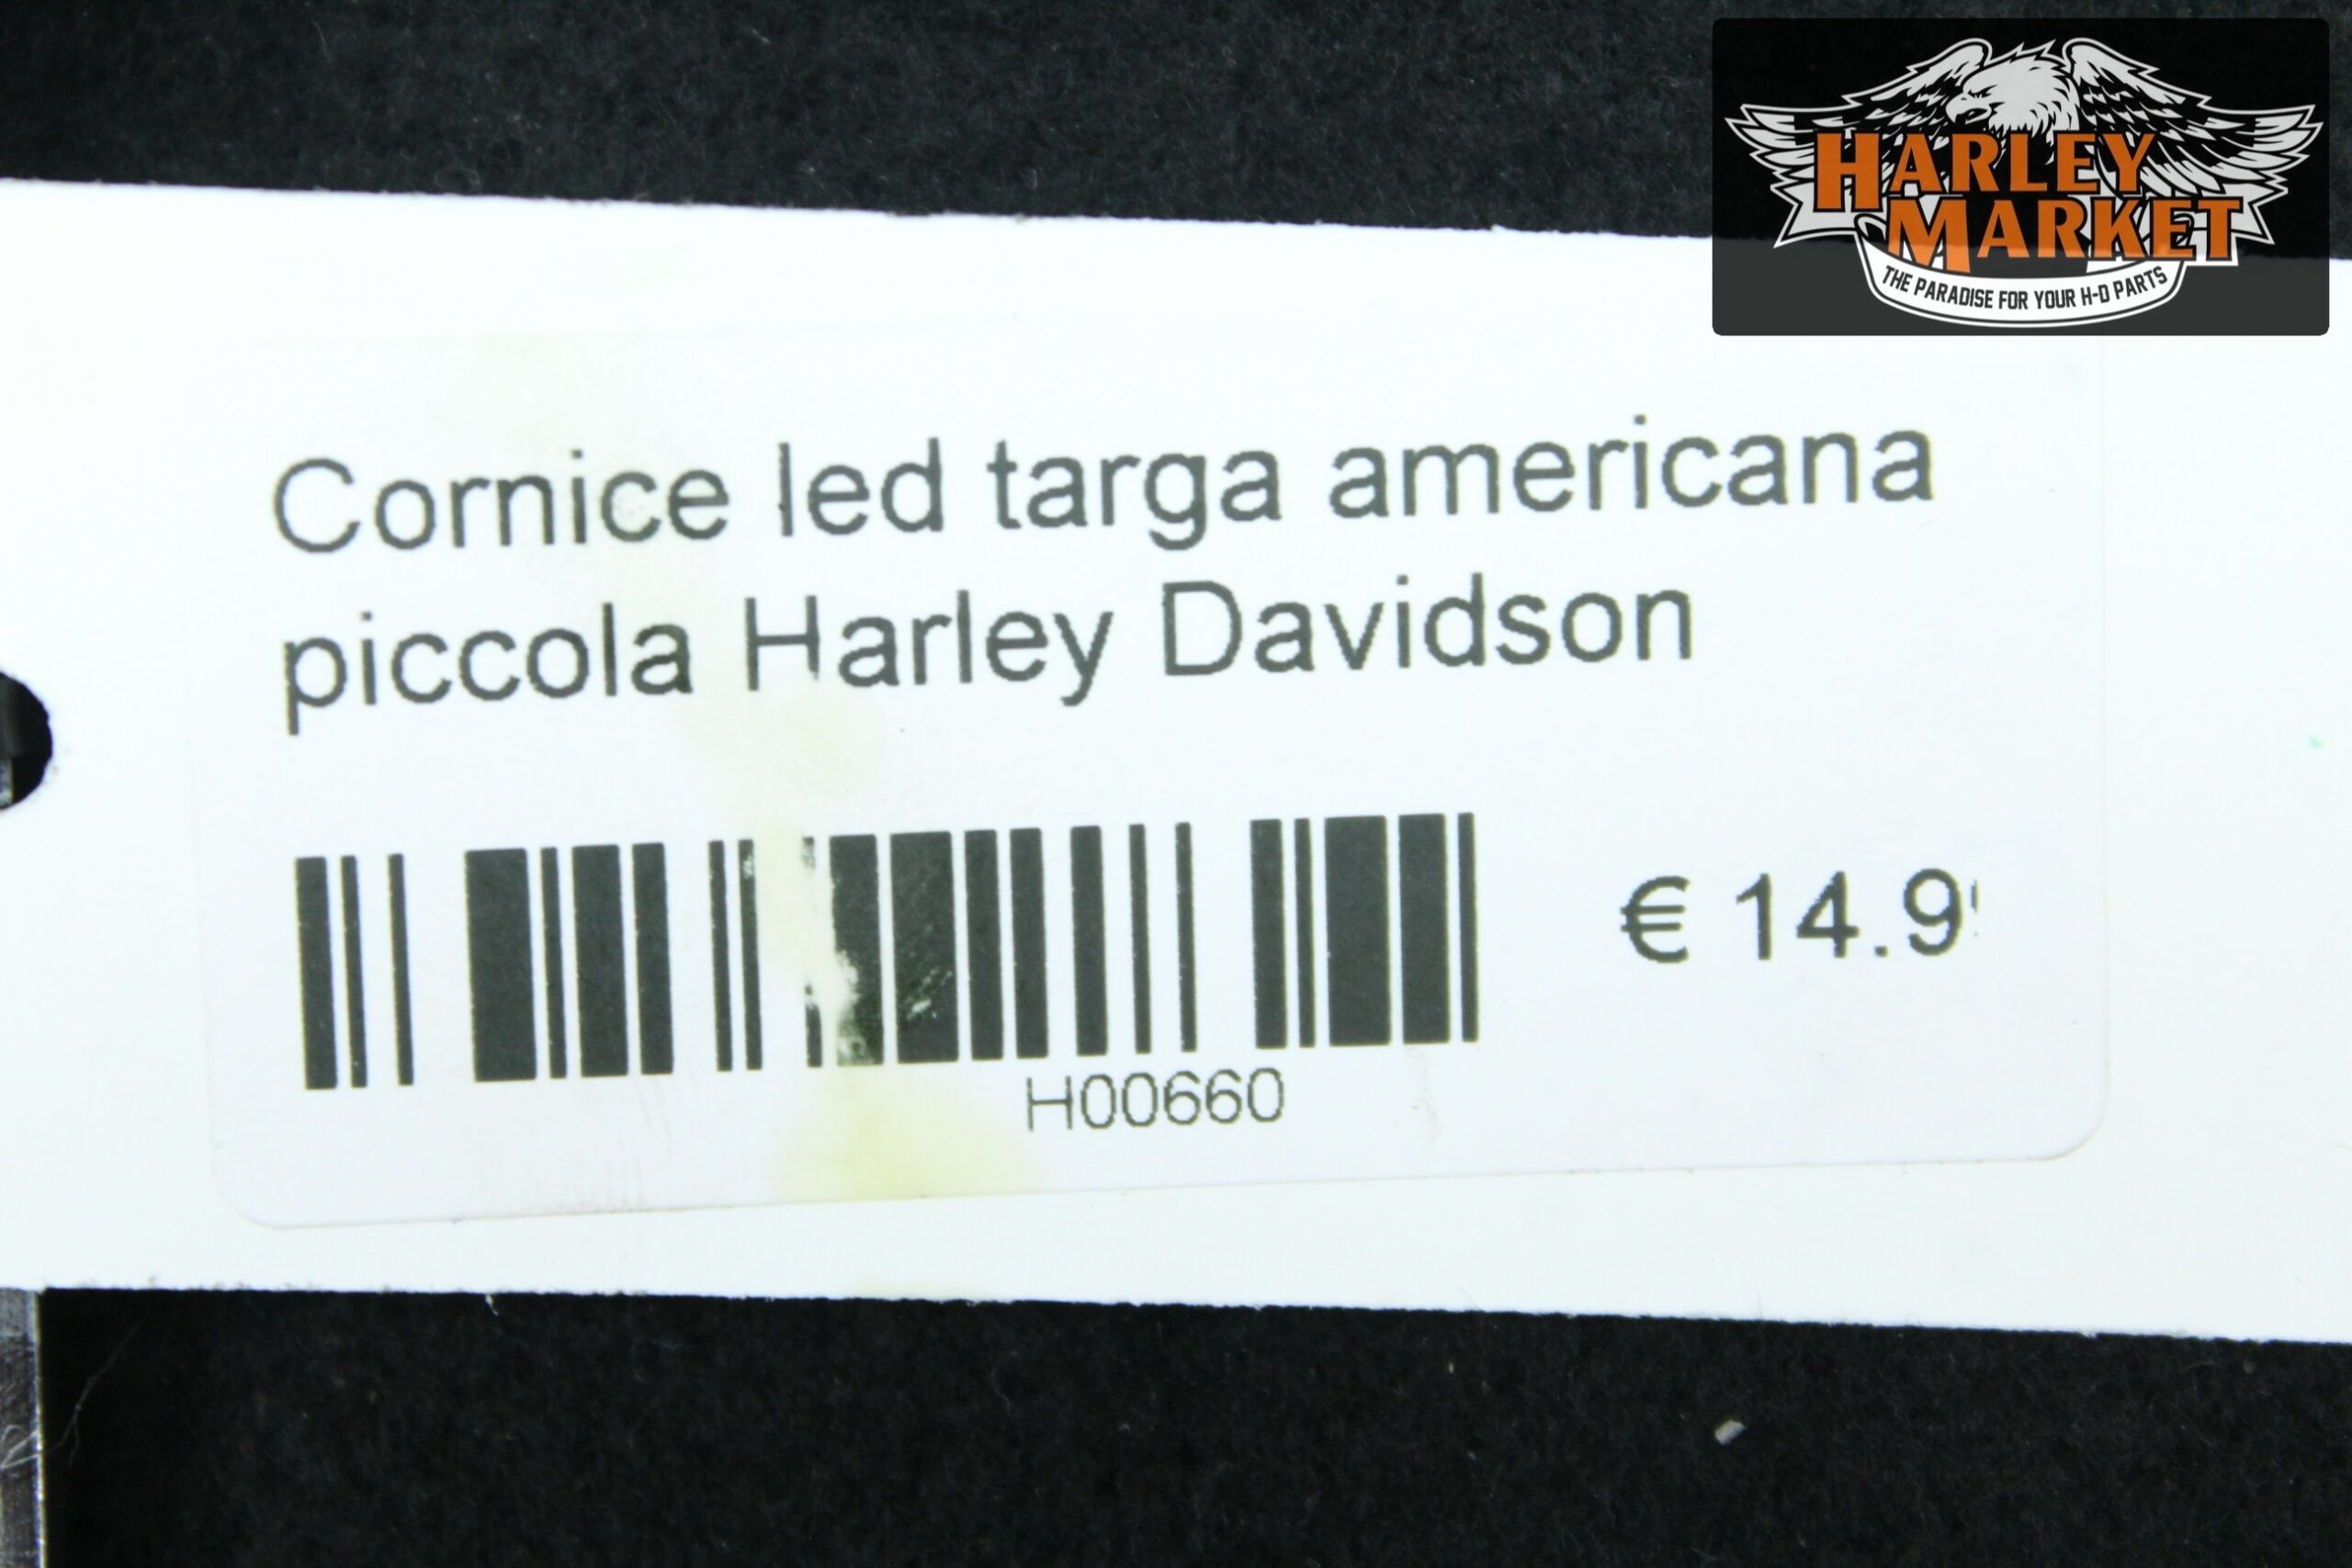 HARLEY
MARKET
THE PARADISE FOR YOUR H-D PARTS
Cornice led targa americana
piccola Harley Davidson
€ 14.9
H00660